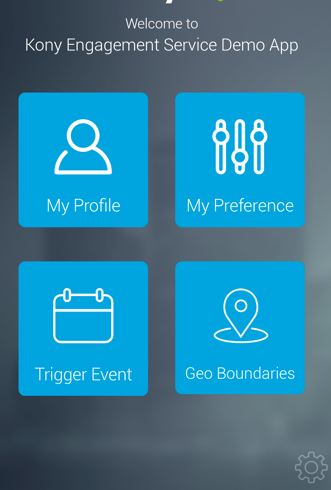 Welcome to
Kony Engagement Service Demo App
My Profile
My Preference
Trigger Event
Geo Boundaries